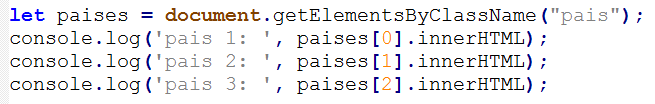 let paises = document.getElementsByClassName("pais");
console.log('pais 1: ', paises[0].innerHTML);
console.log('pais 2: ', paises[1].innerHTML);
console.log('pais 3: ', paises[2].innerHTML);